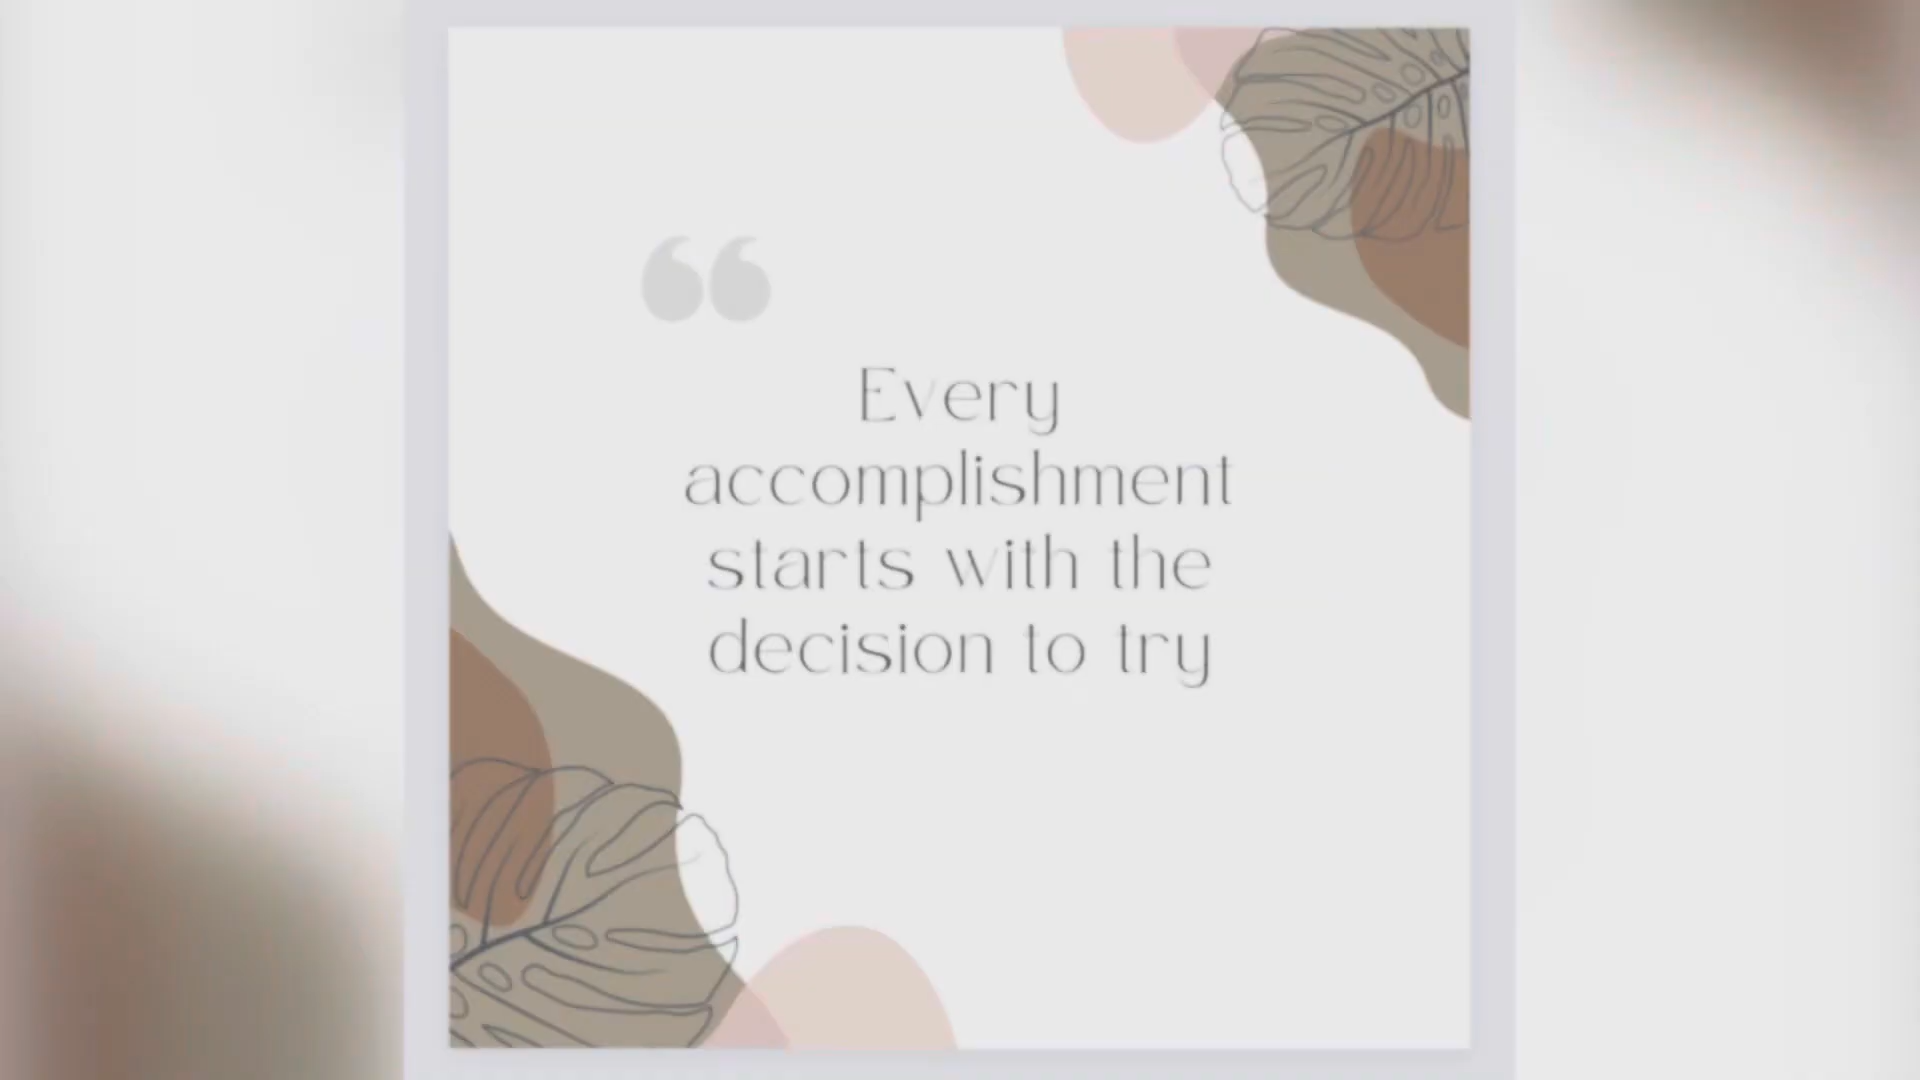 “
Every
accomplishment
starts with the
decision to try